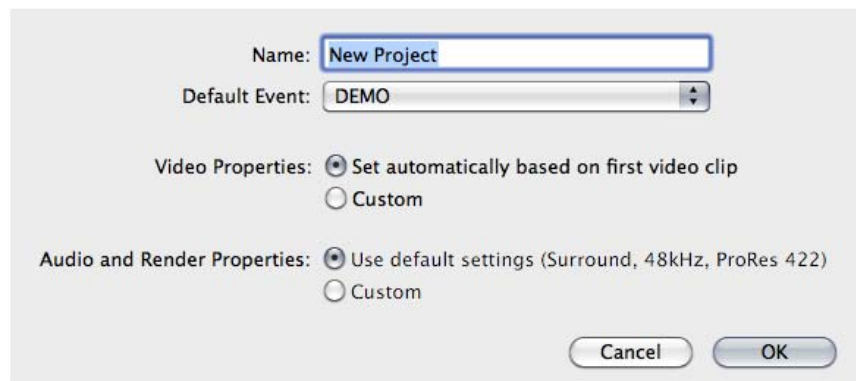 Name: New Project
Default Event: DEMO
Video Properties: Set automatically based on first video clip
Custom
Audio and Render Properties: Use default settings (Surround, 48kHz, ProRes 422)
Custom
Cancel OK